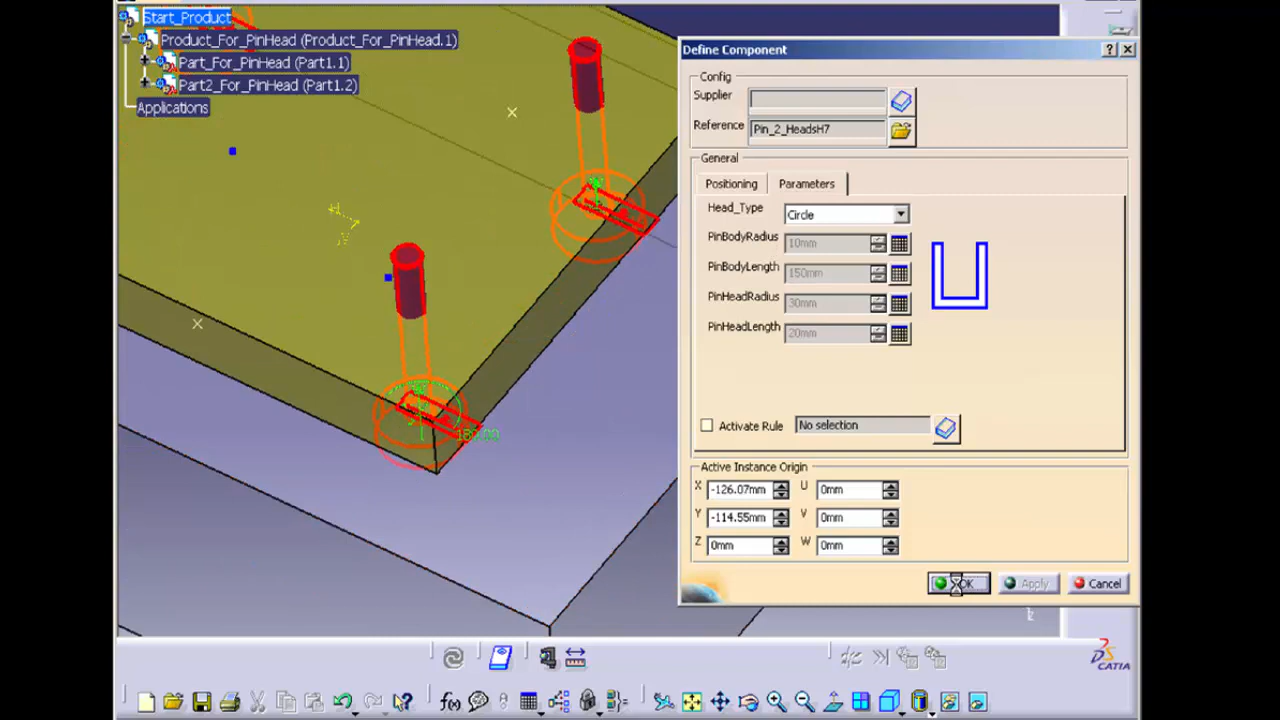 Start_Product
Product_For_PinHead (Product_For_PinHead.1)
Part_For_PinHead (Part1.1)
Part2_For_PinHead (Part1.2)
Applications
180.00
Define Component
Config
Supplier
Reference Pin_2_HeadsH7
General
Positioning Parameters
Head_Type Circle
PinBodyRadius 10mm
PinBodyLength 150mm
PinHeadRadius 30mm
PinHeadLength 20mm
Activate Rule No selection
Active Instance Origin
X -126.07mm U 0mm
Y -114.55mm V 0mm
Z 0mm W 0mm
OK Apply Cancel
z
CATIA
f(x)